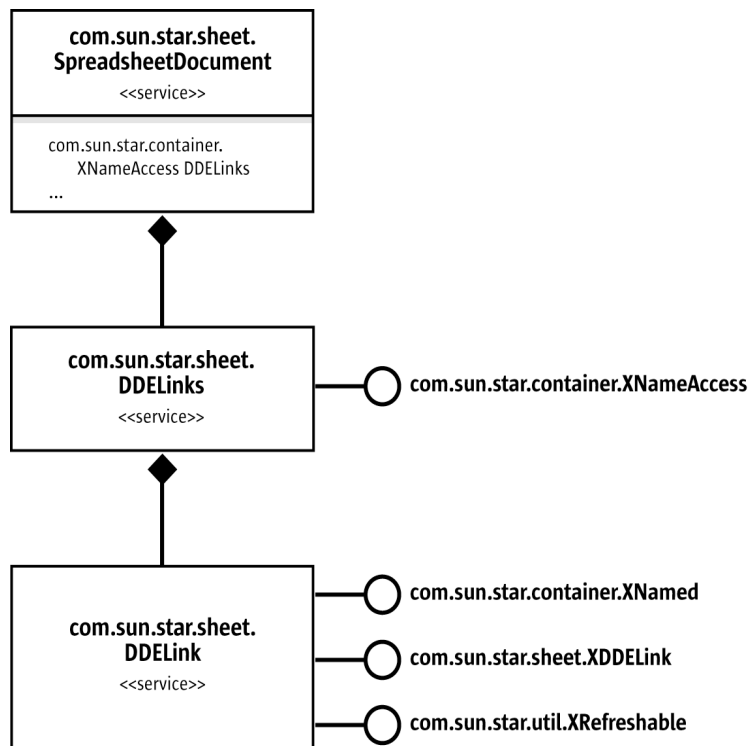 com.sun.star.sheet.
SpreadsheetDocument
<<service>>
com.sun.star.container.
XNameAccess DDELinks
...
com.sun.star.sheet.
DDELinks
<<service>>
com.sun.star.container.XNameAccess
com.sun.star.sheet.
DDELink
<<service>>
com.sun.star.container.XNamed
com.sun.star.sheet.XDDELink
com.sun.star.util.XRefreshable